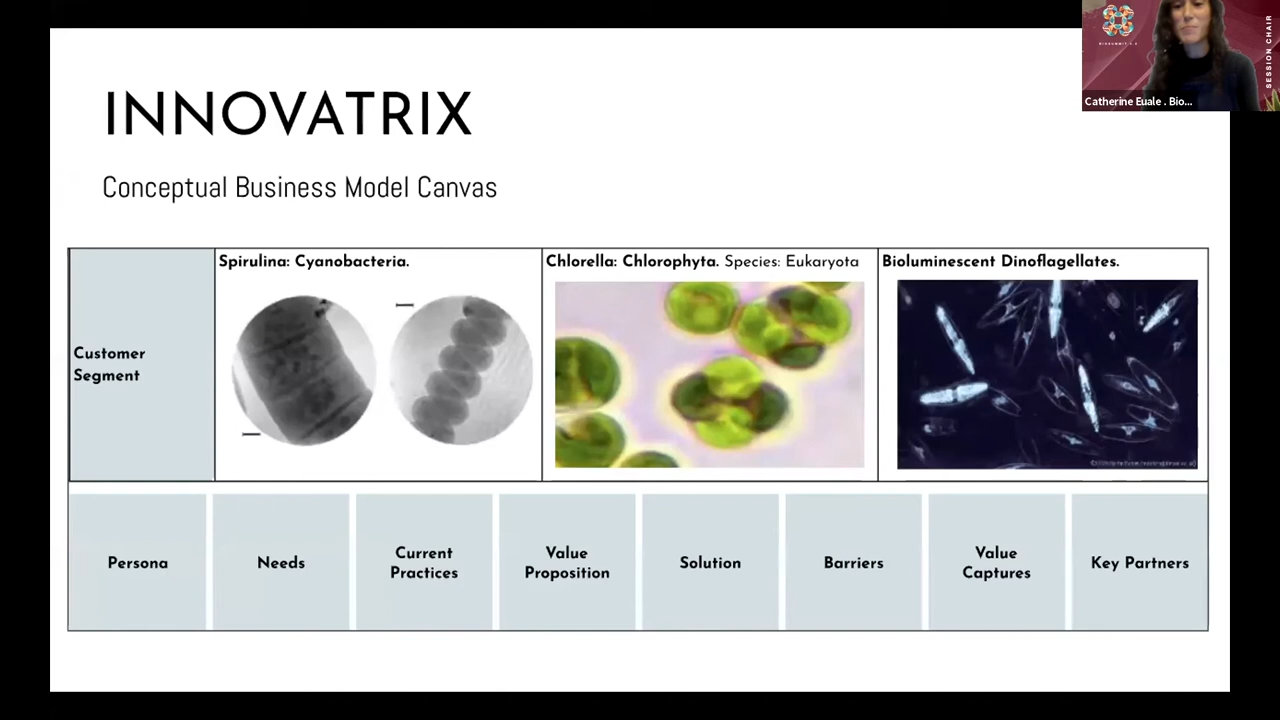 INNOVATRIX
Conceptual Business Model Canvas
Customer
Segment
Spirulina: Cyanobacteria.
Chlorella: Chlorophyta. Species: Eukaryota
Bioluminescent Dinoflagellates.
Persona
Needs
Current
Practices
Value
Proposition
Solution
Barriers
Value
Captures
Key Partners
SESSION CHAIR
Catherine Euale . Bio...